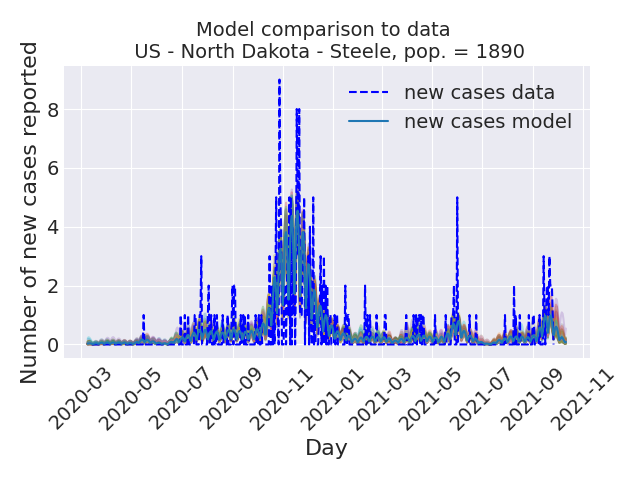 Model comparison to data
US - North Dakota - Steele, pop. = 1890
Number of new cases reported
new cases data
new cases model
8
6
4
2
0
2020-03
2020-05
2020-07
2020-09
2020-11
2021-01
2021-03
2021-05
2021-07
2021-09
2021-11
Day